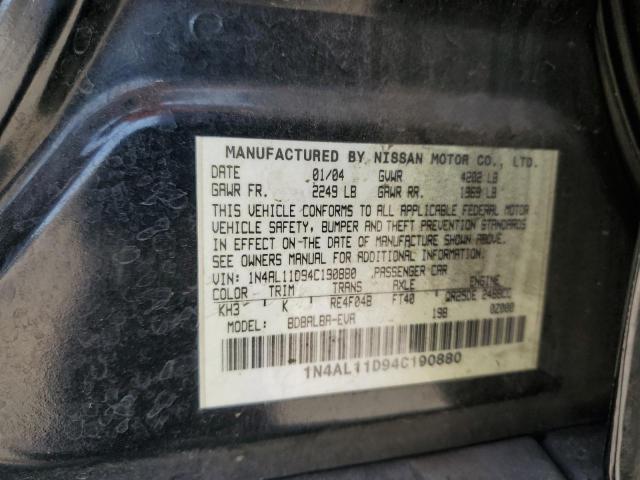 MANUFACTURED BY NISSAN MOTOR CO., LTD.
DATE 01/04 GVWR 4202 LB
GAWR FR. 2249 LB GAWR RR. 1969 LB
THIS VEHICLE CONFORMS TO ALL APPLICABLE FEDERAL MOTOR
VEHICLE SAFETY, BUMPER AND THEFT PREVENTION STANDARDS
IN EFFECT ON THE DATE OF MANUFACTURE SHOWN ABOVE.
SEE OWNERS MANUAL FOR ADDITIONAL INFORMATION.
VIN: 1N4AL11D94C190880 PASSENGER CAR
COLOR TRIM TRANS AXLE ENGINE
KH3 K RE4F04B FT40 QR25DE 2488CC
MODEL: BDBALBA-EVA 19B 02080
1N4AL11D94C190880